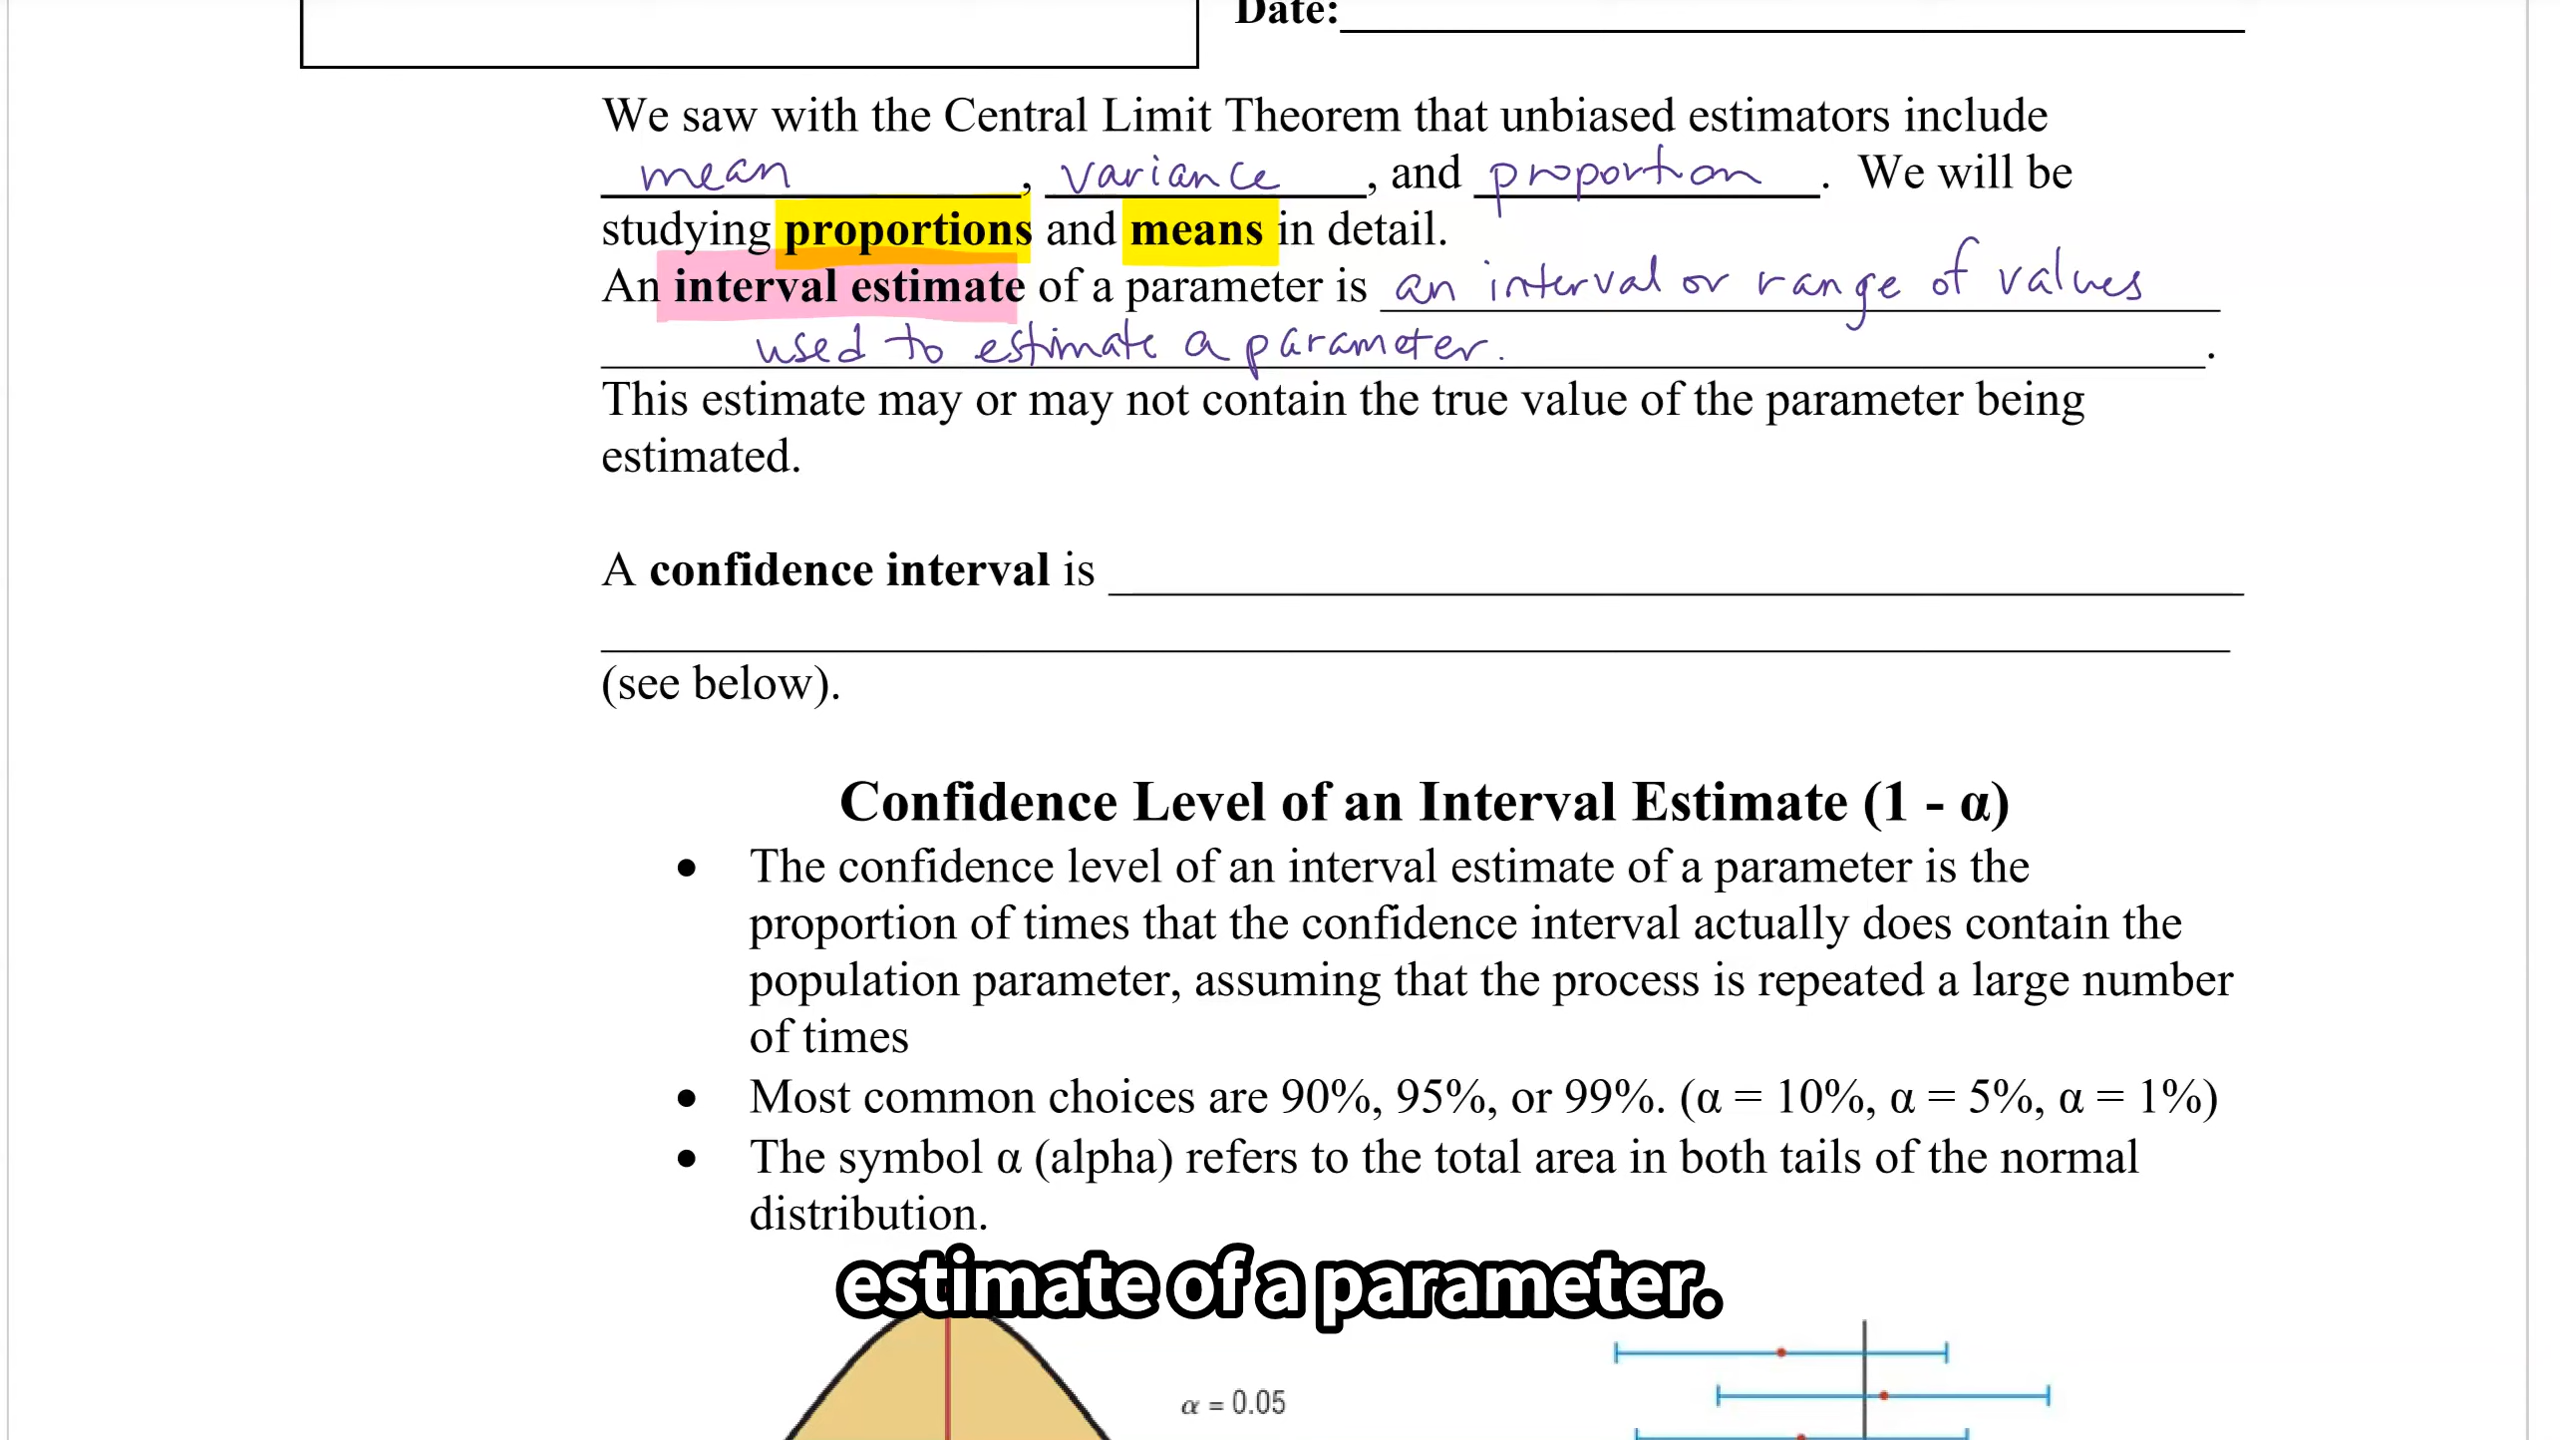 Date:
We saw with the Central Limit Theorem that unbiased estimators include
mean, variance, and proportion. We will be
studying proportions and means in detail.
An interval estimate of a parameter is an interval or range of values
used to estimate a parameter. .
This estimate may or may not contain the true value of the parameter being
estimated.
A confidence interval is
(see below).
Confidence Level of an Interval Estimate (1 - α)
• The confidence level of an interval estimate of a parameter is the
proportion of times that the confidence interval actually does contain the
population parameter, assuming that the process is repeated a large number
of times
• Most common choices are 90%, 95%, or 99%. (α = 10%, α = 5%, α = 1%)
• The symbol α (alpha) refers to the total area in both tails of the normal
distribution.
estimate of a parameter.
α = 0.05